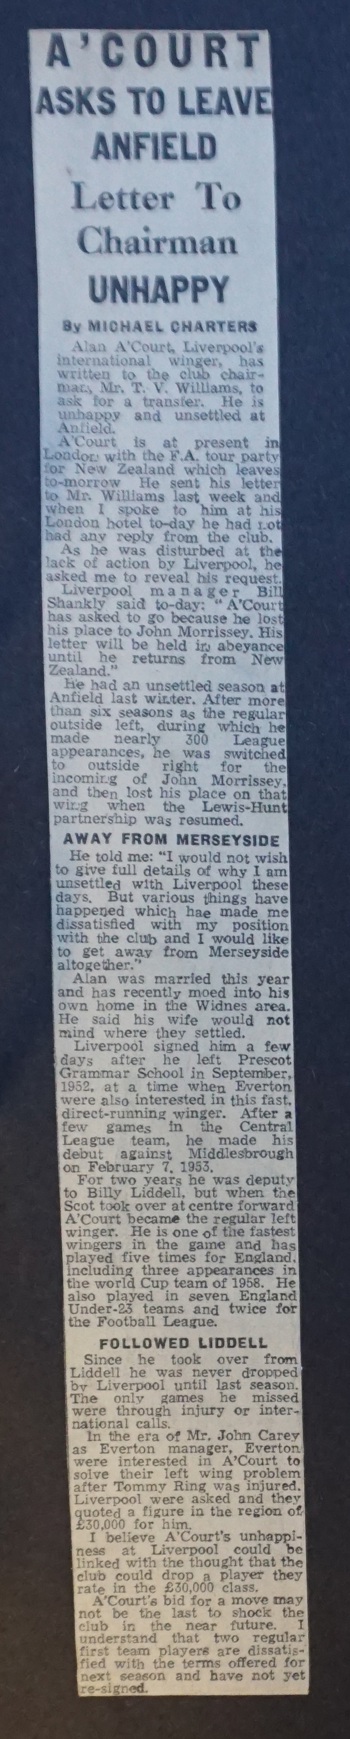 A'COURT
ASKS TO LEAVE
ANFIELD
Letter To
Chairman
UNHAPPY
By MICHAEL CHARTERS
Alan A'Court, Liverpool's
international winger, has
written to the club chair-
man, Mr. T. V. Williams, to
ask for a transfer. He is
unhappy and unsettled at
Anfield.
A'Court is at present in
London with the F.A. tour party
for New Zealand which leaves
to-morrow He sent his letter
to Mr. Williams last week and
when I spoke to him at his
London hotel to-day he had not
had any reply from the club.
As he was disturbed at the
lack of action by Liverpool, he
asked me to reveal his request.
Liverpool manager Bill
Shankly said to-day: "A'Court
has asked to go because he lost
his place to John Morrissey. His
letter will be held in abeyance
until he returns from New
Zealand."
He had an unsettled season at
Anfield last winter. After more
than six seasons as the regular
outside left, during which he
made nearly 300 League
appearances, he was switched
to outside right for the
incoming of John Morrissey,
and then lost his place on that
wing when the Lewis-Hunt
partnership was resumed.
AWAY FROM MERSEYSIDE
He told me: "I would not wish
to give full details of why I am
unsettled with Liverpool these
days. But various things have
happened which hae made me
dissatisfied with my position
with the club and I would like
to get away from Merseyside
altogether."
Alan was married this year
and has recently moed into his
own home in the Widnes area.
He said his wife would not
mind where they settled.
Liverpool signed him a few
days after he left Prescot
Grammar School in September,
1952, at a time when Everton
were also interested in this fast,
direct-running winger. After a
few games in the Central
League team, he made his
debut against Middlesbrough
on February 7, 1953.
For two years he was deputy
to Billy Liddell, but when the
Scot took over at centre forward
A'Court became the regular left
winger. He is one of the fastest
wingers in the game and has
played five times for England,
including three appearances in
the world Cup team of 1958. He
also played in seven England
Under-23 teams and twice for
the Football League.
FOLLOWED LIDDELL
Since he took over from
Liddell he was never dropped
by Liverpool until last season.
The only games he missed
were through injury or inter-
national calls.
In the era of Mr. John Carey
as Everton manager, Everton
were interested in A'Court to
solve their left wing problem
after Tommy Ring was injured.
Liverpool were asked and they
quoted a figure in the region of
£30,000 for him.
I believe A'Court's unhappi-
ness at Liverpool could be
linked with the thought that the
club could drop a player they
rate in the £30,000 class.
A'Court's bid for a move may
not be the last to shock the
club in the near future. I
understand that two regular
first team players are dissatis-
fied with the terms offered for
next season and have not yet
re-signed.